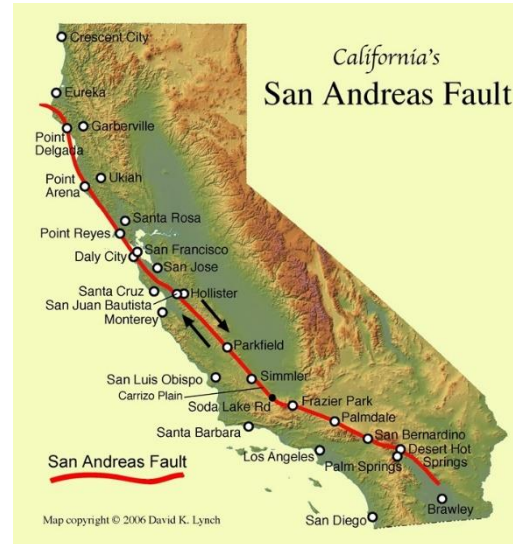 California's
San Andreas Fault
Crescent City
Eureka
Point
Delgada
Garberville
Point
Arena
Ukiah
Santa Rosa
Point Reyes
San Francisco
Daly City
San Jose
Santa Cruz
Hollister
San Juan Bautista
Monterey
Parkfield
San Luis Obispo
Simmler
Carrizo Plain
Soda Lake Rd
Frazier Park
Palmdale
Santa Barbara
San Bernardino
Los Angeles
Desert Hot
Springs
Palm Springs
San Andreas Fault
Brawley
San Diego
Map copyright © 2006 David K. Lynch